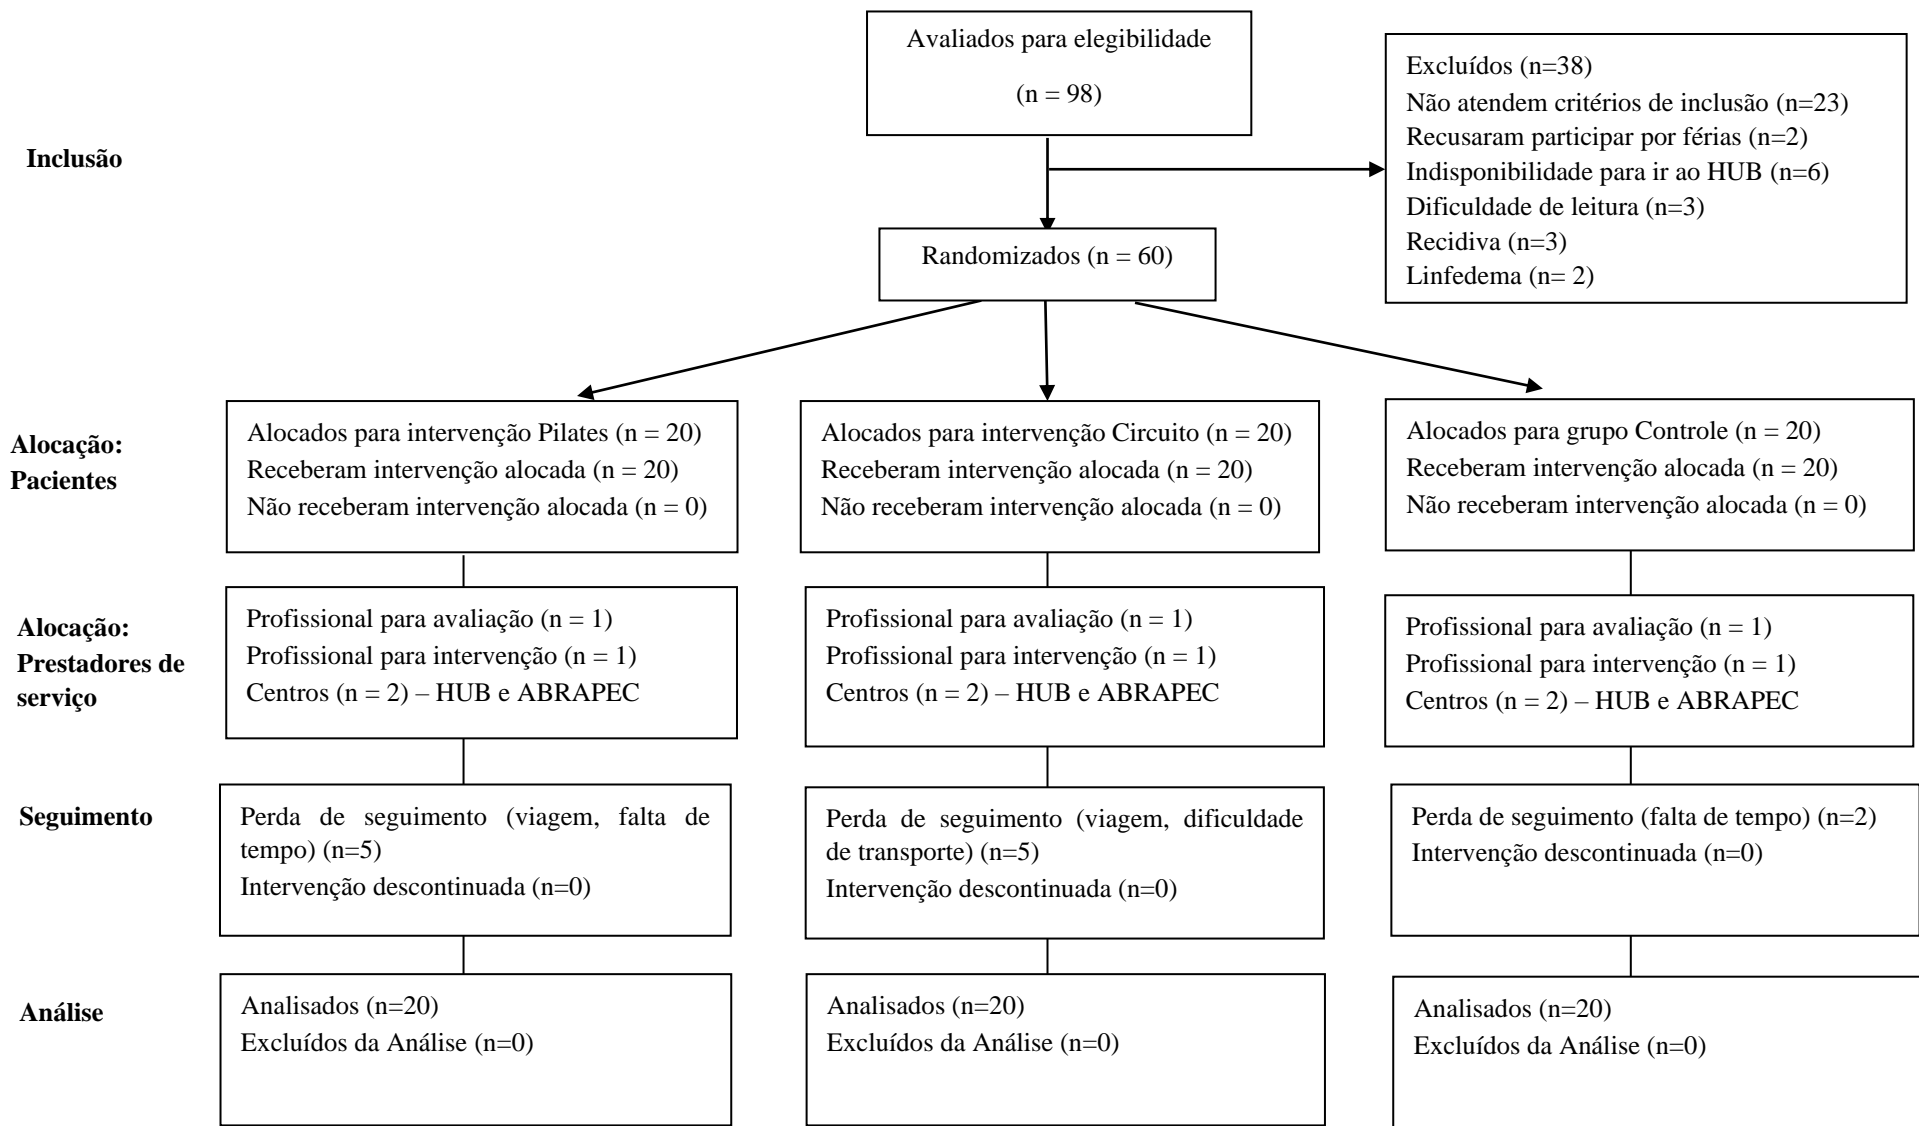 Avaliados para elegibilidade
(n = 98)
Excluídos (n=38)
Não atendem critérios de inclusão (n=23)
Recusaram participar por férias (n=2)
Indisponibilidade para ir ao HUB (n=6)
Dificuldade de leitura (n=3)
Recidiva (n=3)
Linfedema (n= 2)
Inclusão
Randomizados (n = 60)
Alocação:
Pacientes
Alocados para intervenção Pilates (n = 20)
Receberam intervenção alocada (n = 20)
Não receberam intervenção alocada (n = 0)
Alocados para intervenção Circuito (n = 20)
Receberam intervenção alocada (n = 20)
Não receberam intervenção alocada (n = 0)
Alocados para grupo Controle (n = 20)
Receberam intervenção alocada (n = 20)
Não receberam intervenção alocada (n = 0)
Alocação:
Prestadores de
serviço
Profissional para avaliação (n = 1)
Profissional para intervenção (n = 1)
Centros (n = 2) – HUB e ABRAPEC
Profissional para avaliação (n = 1)
Profissional para intervenção (n = 1)
Centros (n = 2) – HUB e ABRAPEC
Profissional para avaliação (n = 1)
Profissional para intervenção (n = 1)
Centros (n = 2) – HUB e ABRAPEC
Seguimento
Perda de seguimento (viagem, falta de
tempo) (n=5)
Intervenção descontinuada (n=0)
Perda de seguimento (viagem, dificuldade
de transporte) (n=5)
Intervenção descontinuada (n=0)
Perda de seguimento (falta de tempo) (n=2)
Intervenção descontinuada (n=0)
Análise
Analisados (n=20)
Excluídos da Análise (n=0)
Analisados (n=20)
Excluídos da Análise (n=0)
Analisados (n=20)
Excluídos da Análise (n=0)